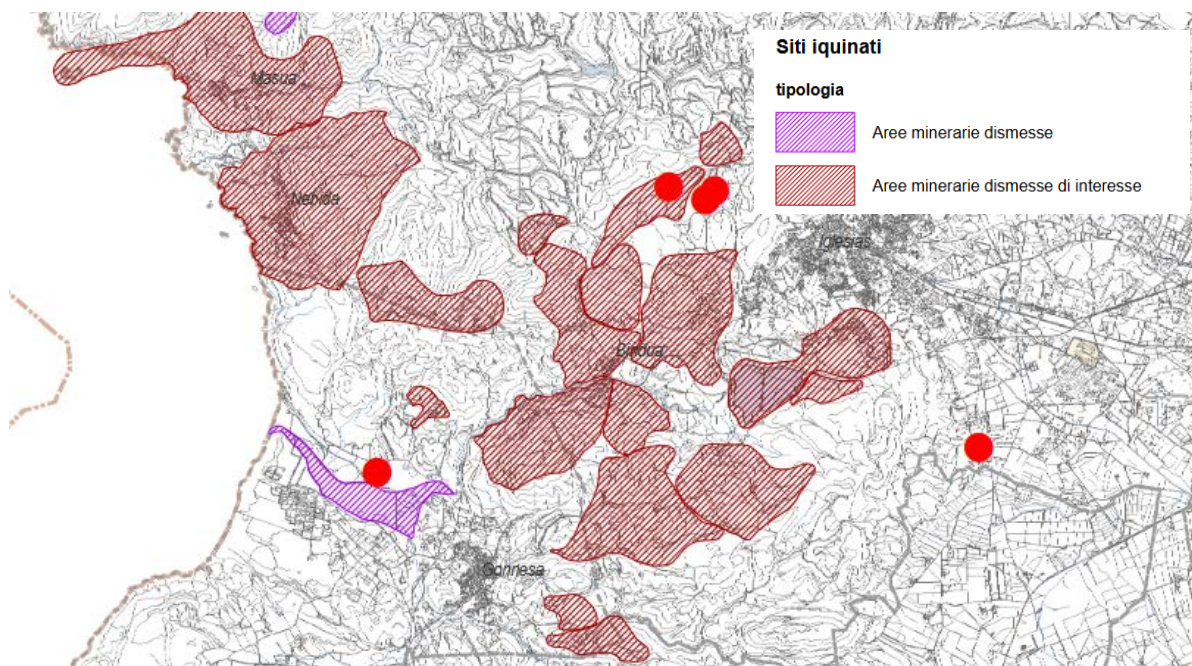 Siti iquinati
tipologia
Aree minerarie dismesse
Aree minerarie dismesse di interesse
Masua
Nebida
Iglesias
Bindua
Gonnesa